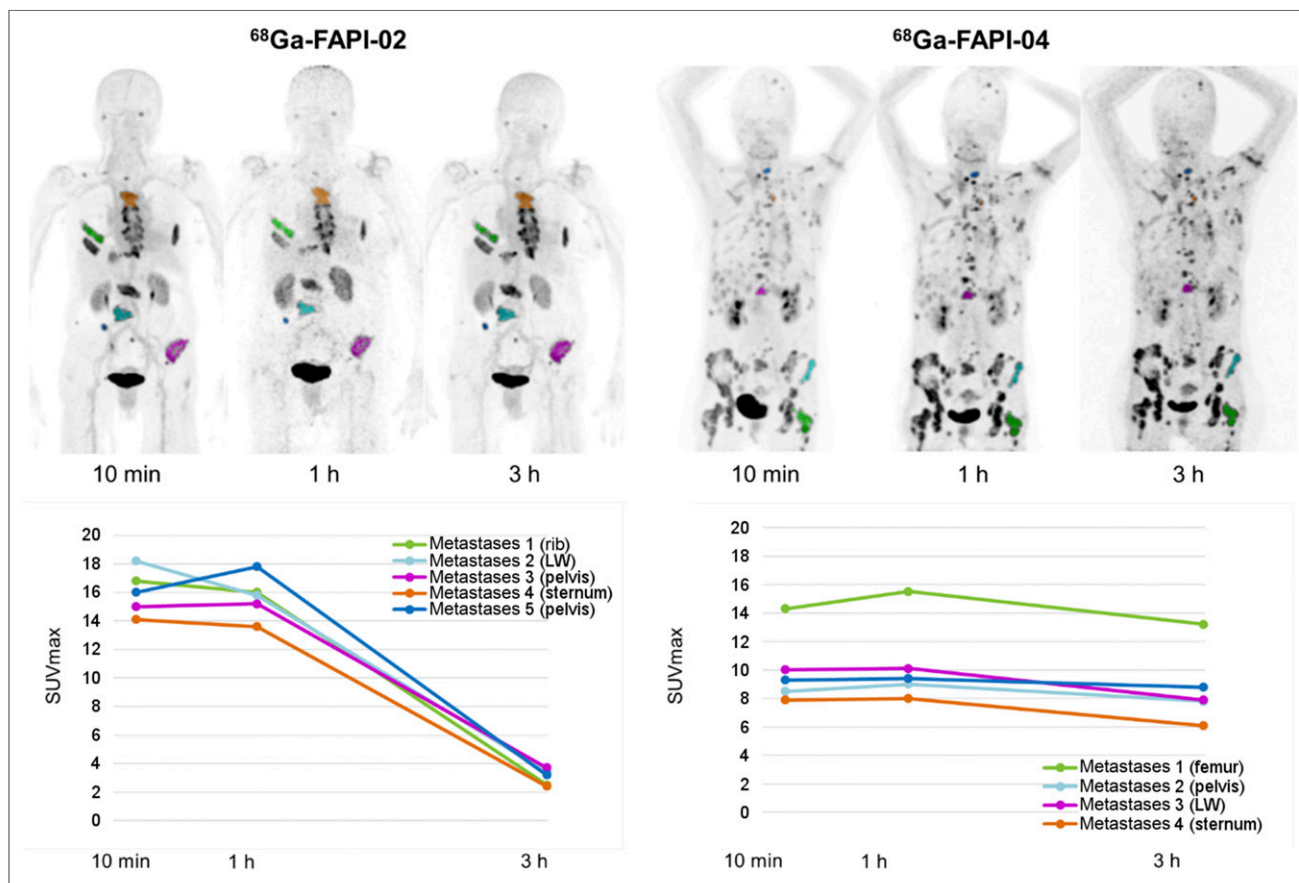 ⁶⁸Ga-FAPI-02
⁶⁸Ga-FAPI-04
10 min
1 h
3 h
10 min
1 h
3 h
20
18
16
14
12
10
8
6
4
2
0
SUVmax
Metastases 1 (rib)
Metastases 2 (LW)
Metastases 3 (pelvis)
Metastases 4 (sternum)
Metastases 5 (pelvis)
10 min
1 h
3 h
20
18
16
14
12
10
8
6
4
2
0
SUVmax
Metastases 1 (femur)
Metastases 2 (pelvis)
Metastases 3 (LW)
Metastases 4 (sternum)
10 min
1 h
3 h